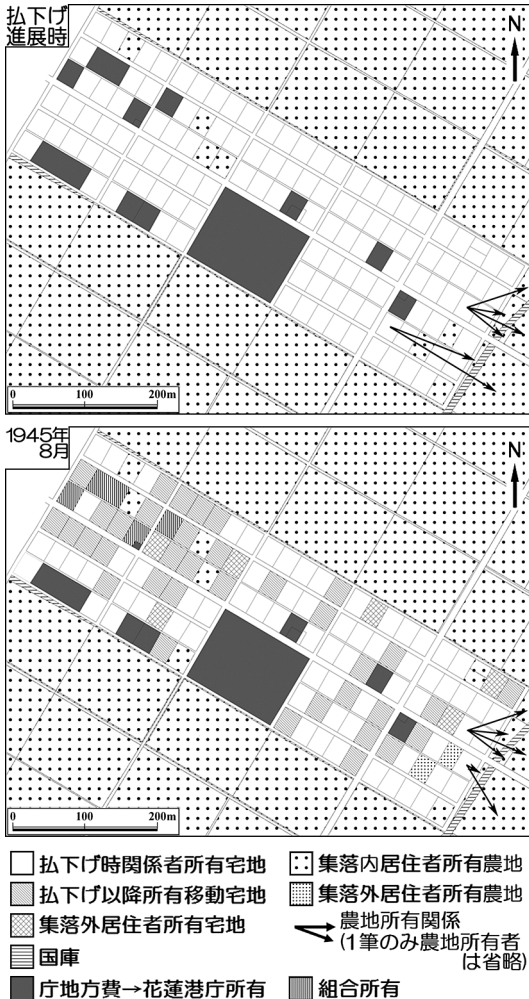 払下げ
進展時
N
0 100 200m
1945年
8月
N
0 100 200m
払下げ時関係者所有宅地
払下げ以降所有移動宅地
集落外居住者所有宅地
国庫
庁地方費→花蓮港庁所有
集落内居住者所有農地
集落外居住者所有農地
農地所有関係
(1筆のみ農地所有者
は省略)
組合所有